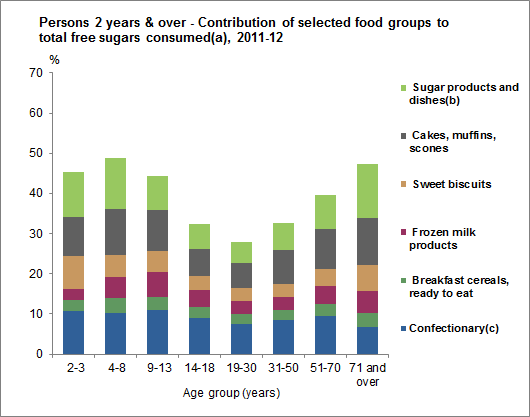 Persons 2 years & over - Contribution of selected food groups to
total free sugars consumed(a), 2011-12
%
70
60
50
40
30
20
10
0
2-3 4-8 9-13 14-18 19-30 31-50 51-70 71 and
over
Age group (years)
Sugar products and
dishes(b)
Cakes, muffins,
scones
Sweet biscuits
Frozen milk
products
Breakfast cereals,
ready to eat
Confectionary(c)